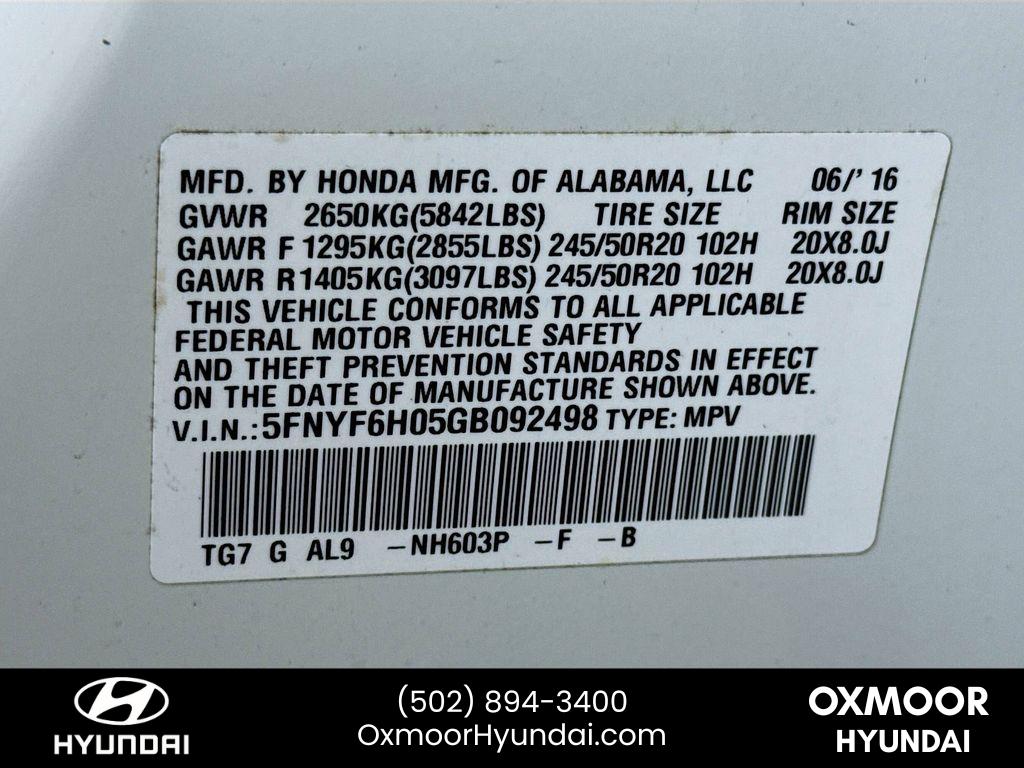 MFD. BY HONDA MFG. OF ALABAMA, LLC 06/' 16
GVWR 2650KG(5842LBS) TIRE SIZE RIM SIZE
GAWR F 1295KG(2855LBS) 245/50R20 102H 20X8.0J
GAWR R1405KG(3097LBS) 245/50R20 102H 20X8.0J
THIS VEHICLE CONFORMS TO ALL APPLICABLE
FEDERAL MOTOR VEHICLE SAFETY
AND THEFT PREVENTION STANDARDS IN EFFECT
ON THE DATE OF MANUFACTURE SHOWN ABOVE.
V.I.N.:5FNYF6H05GB092498 TYPE: MPV
TG7 G AL9 –NH603P –F –B
HYUNDAI
(502) 894-3400
OxmoorHyundai.com
OXMOOR
HYUNDAI